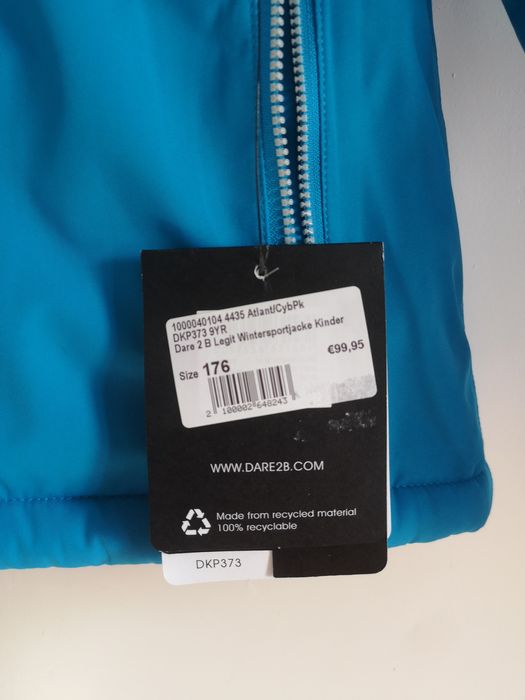 1000040104 4435 Atlant/CybPk
DKP373 9YR
Dare 2 B Legit Wintersportjacke Kinder
€99,95
Size 176
2 100002 648243
WWW.DARE2B.COM
Made from recycled material
100% recyclable
DKP373